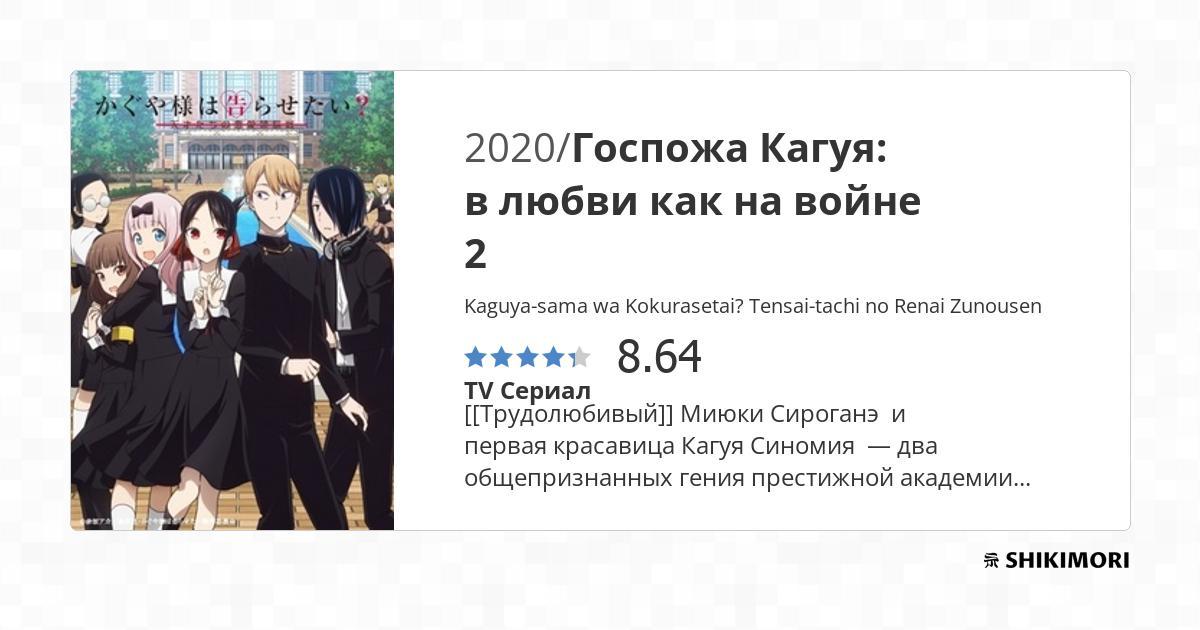 かぐや様は告らせたい？
2020/Госпожа Кагуя:
в любви как на войне
2
Kaguya-sama wa Kokurasetai? Tensai-tachi no Renai Zunousen
8.64
TV Сериал
[[Трудолюбивый]] Миюки Сироганэ  и
первая красавица Кагуя Синомия  — два
общепризнанных гения престижной академии...
SHIKIMORI